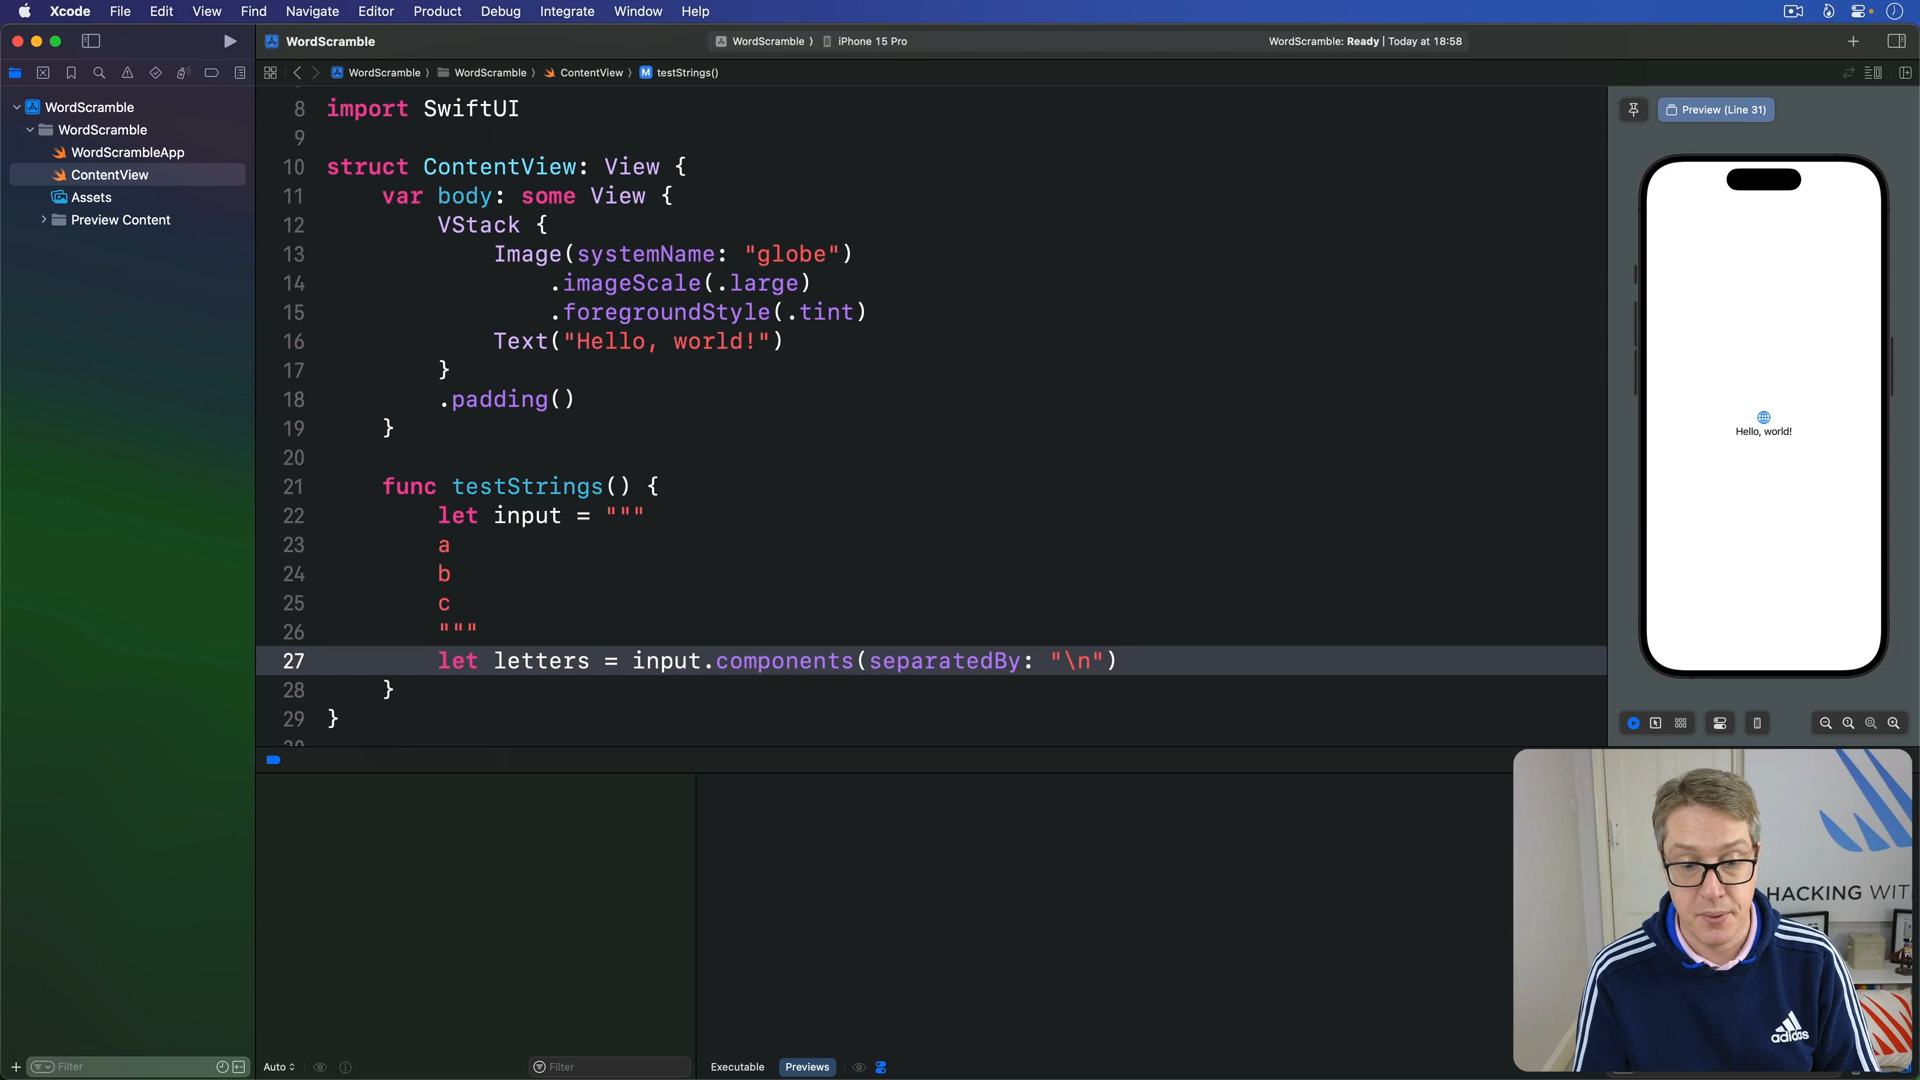 Xcode File Edit View Find Navigate Editor Product Debug Integrate Window Help
WordScramble
WordScramble 〉 iPhone 15 Pro
WordScramble: Ready | Today at 18:58
WordScramble 〉 WordScramble 〉 ContentView 〉 M testStrings()
WordScramble
WordScramble
WordScrambleApp
ContentView
Assets
Preview Content
8 import SwiftUI
9
10 struct ContentView: View {
11 var body: some View {
12 VStack {
13 Image(systemName: "globe")
14 .imageScale(.large)
15 .foregroundStyle(.tint)
16 Text("Hello, world!")
17 }
18 .padding()
19 }
20
21 func testStrings() {
22 let input = """
23 a
24 b
25 c
26 """
27 let letters = input.components(separatedBy: "\n")
28 }
29 }
Preview (Line 31)
Hello, world!
HACKING WIT
adidas
Filter
Auto
Filter
Executable Previews